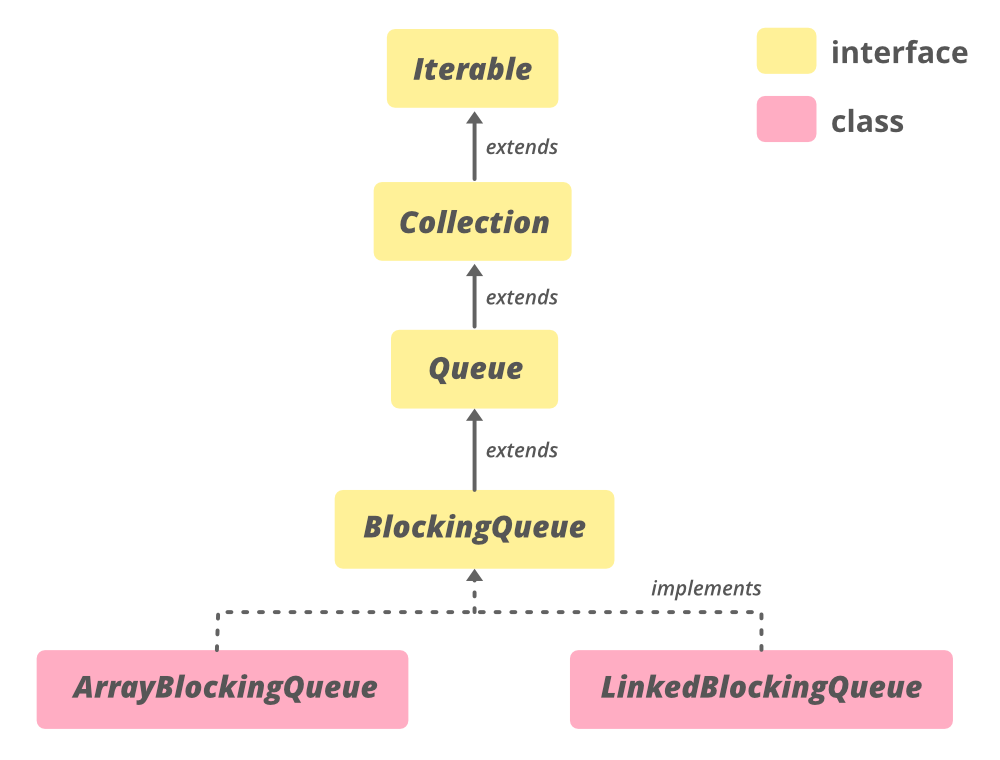 Iterable
interface
class
extends
Collection
extends
Queue
extends
BlockingQueue
implements
ArrayBlockingQueue
LinkedBlockingQueue